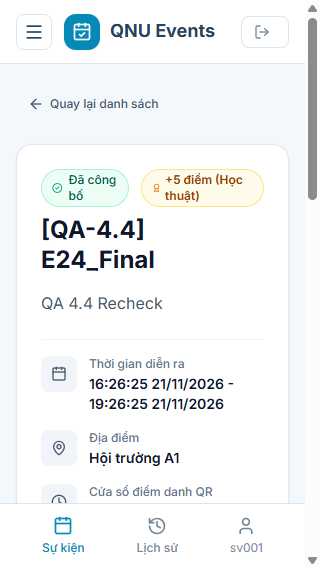 QNU Events
Quay lại danh sách
Đã công
bố
+5 điểm (Học
thuật)
[QA-4.4]
E24_Final
QA 4.4 Recheck
Thời gian diễn ra
16:26:25 21/11/2026 -
19:26:25 21/11/2026
Địa điểm
Hội trường A1
Cửa sổ điểm danh QR
Sự kiện
Lịch sử
sv001